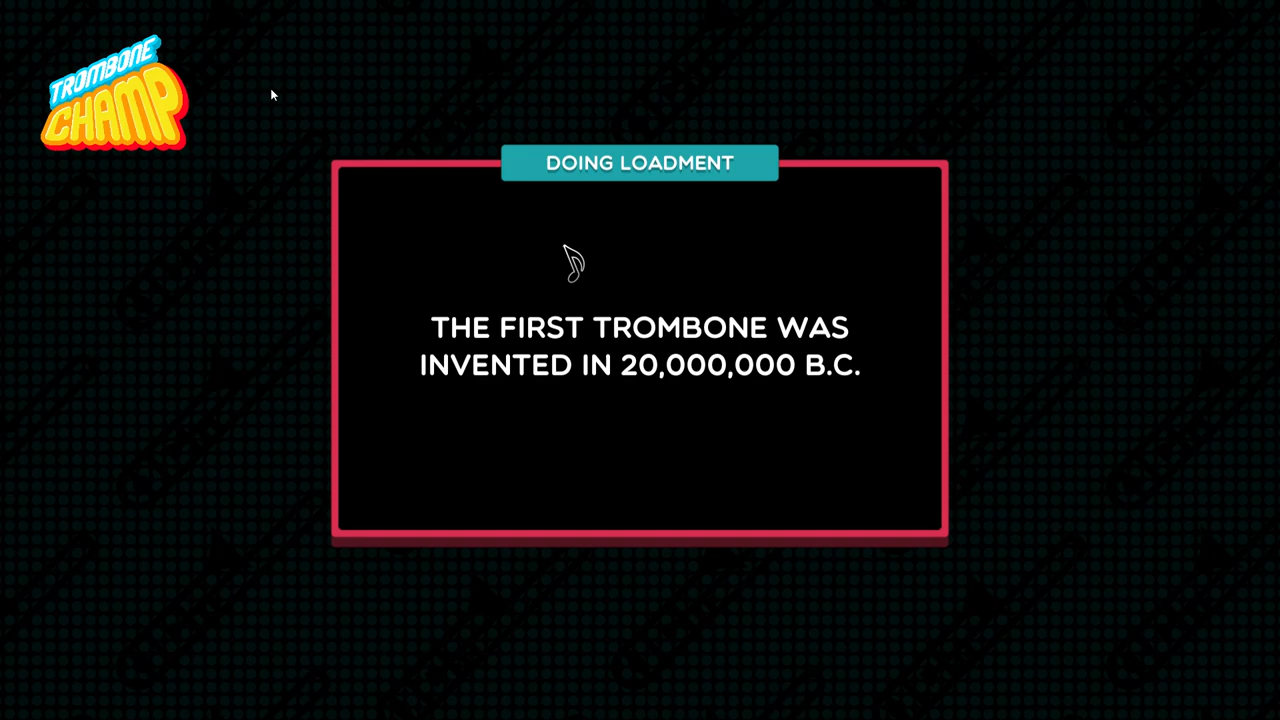 TROMBONE
CHAMP
DOING LOADMENT
THE FIRST TROMBONE WAS
INVENTED IN 20,000,000 B.C.